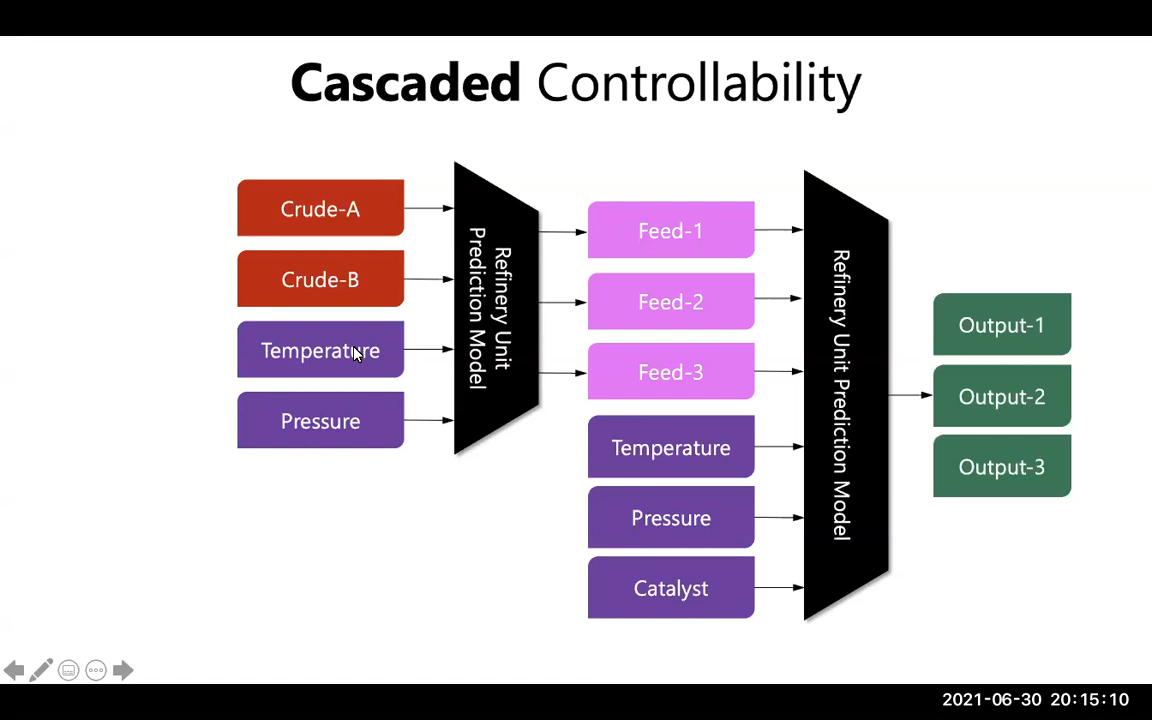 Cascaded Controllability
Crude-A
Crude-B
Temperature
Pressure
Refinery Unit
Prediction Model
Feed-1
Feed-2
Feed-3
Temperature
Pressure
Catalyst
Refinery Unit Prediction Model
Output-1
Output-2
Output-3
2021-06-30 20:15:10